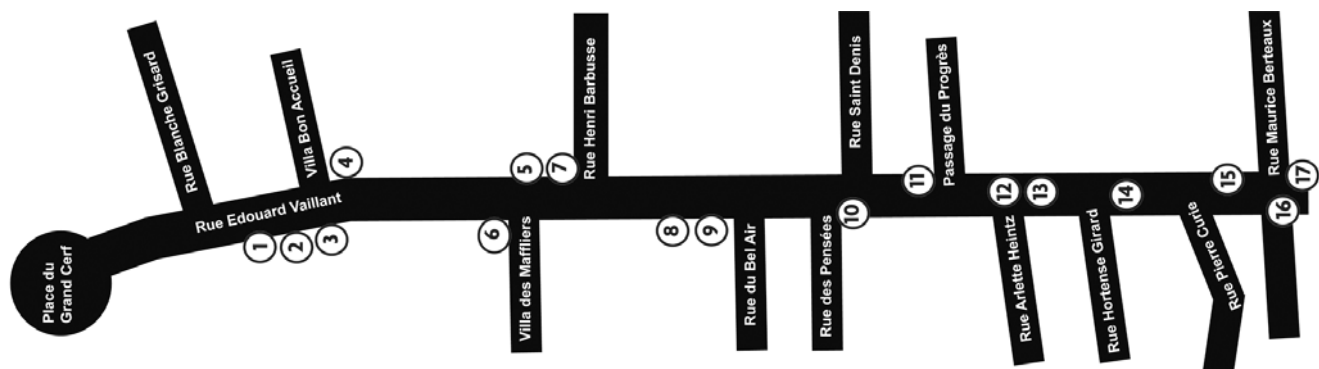 Place du
Grand Cerf
Rue Blanche Grisard
Rue Edouard Vaillant
Villa Bon Accueil
1
2
3
4
5
6
7
Villa des Maffliers
Rue Henri Barbusse
8
9
Rue du Bel Air
Rue des Pensées
10
Rue Saint Denis
11
Passage du Progrès
12
13
Rue Arlette Heintz
14
Rue Hortense Girard
15
Rue Pierre Curie
Rue Maurice Berteaux
16
17